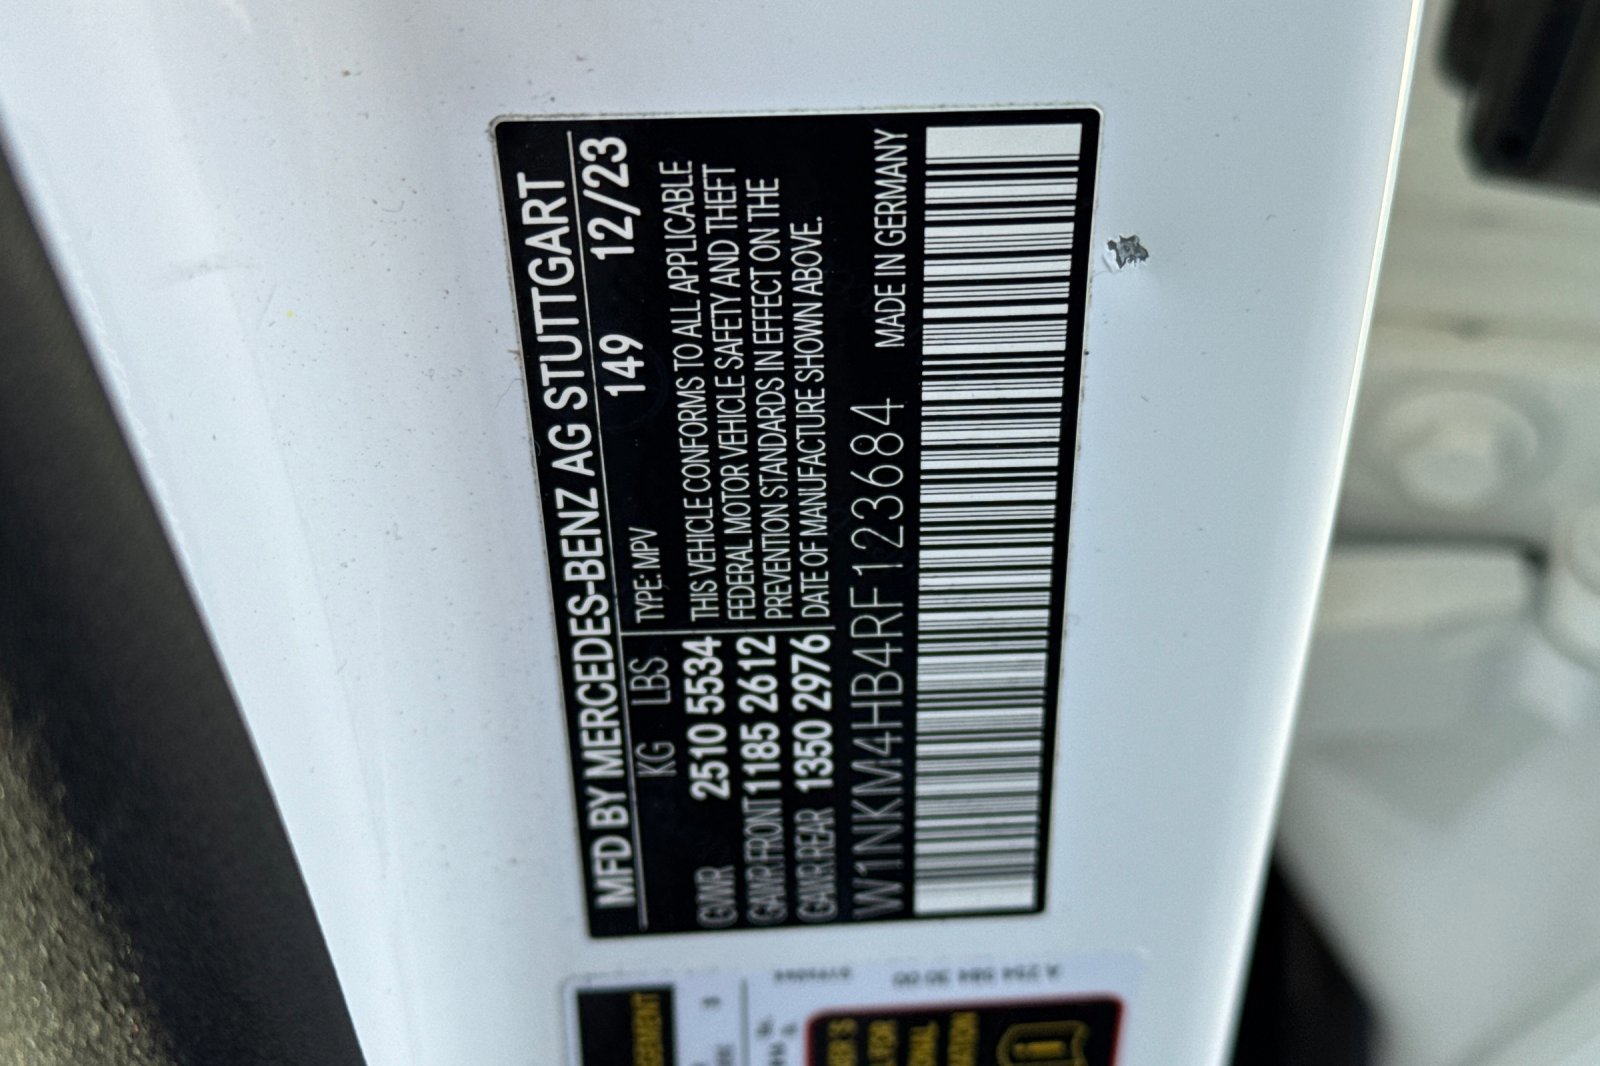 MFD BY MERCEDES-BENZ AG STUTTGART
149 12/23
KG LBS TYPE: MPV
GVWR 2510 5534
GAWR FRONT 1185 2612
GAWR REAR 1350 2976
THIS VEHICLE CONFORMS TO ALL APPLICABLE
FEDERAL MOTOR VEHICLE SAFETY AND THEFT
PREVENTION STANDARDS IN EFFECT ON THE
DATE OF MANUFACTURE SHOWN ABOVE.
W1NKM4HB4RF123684 MADE IN GERMANY